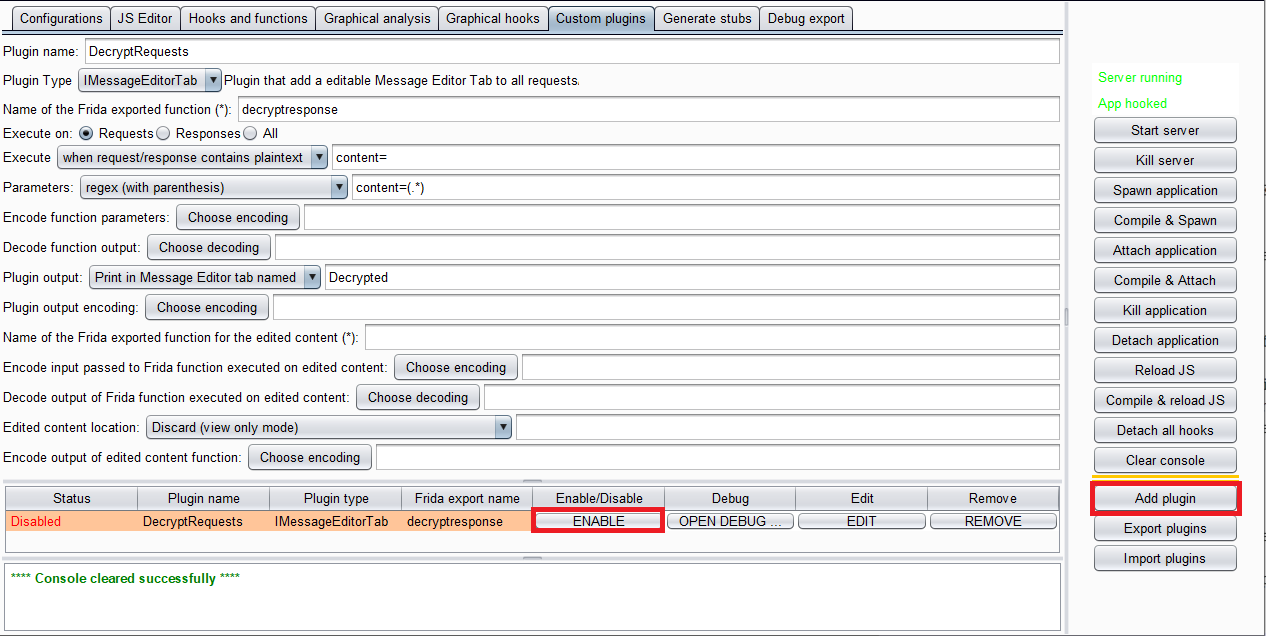 Configurations JS Editor Hooks and functions Graphical analysis Graphical hooks Custom plugins Generate stubs Debug export
Plugin name: DecryptRequests
Plugin Type IMessageEditorTab Plugin that add a editable Message Editor Tab to all requests.
Name of the Frida exported function (*): decryptresponse
Execute on: Requests Responses All
Execute when request/response contains plaintext content=
Parameters: regex (with parenthesis) content=(.*)
Encode function parameters: Choose encoding
Decode function output: Choose decoding
Plugin output: Print in Message Editor tab named Decrypted
Plugin output encoding: Choose encoding
Name of the Frida exported function for the edited content (*):
Encode input passed to Frida function executed on edited content: Choose encoding
Decode output of Frida function executed on edited content: Choose decoding
Edited content location: Discard (view only mode)
Encode output of edited content function: Choose encoding
Status Plugin name Plugin type Frida export name Enable/Disable Debug Edit Remove
Disabled DecryptRequests IMessageEditorTab decryptresponse ENABLE OPEN DEBUG ... EDIT REMOVE
**** Console cleared successfully ****
Server running
App hooked
Start server
Kill server
Spawn application
Compile & Spawn
Attach application
Compile & Attach
Kill application
Detach application
Reload JS
Compile & reload JS
Detach all hooks
Clear console
Add plugin
Export plugins
Import plugins